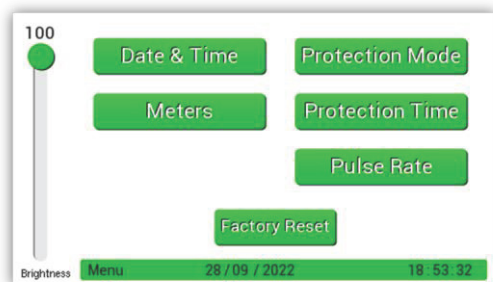 100
Date & Time
Protection Mode
Meters
Protection Time
Pulse Rate
Factory Reset
Brightness
Menu 28/09/2022 18:53:32